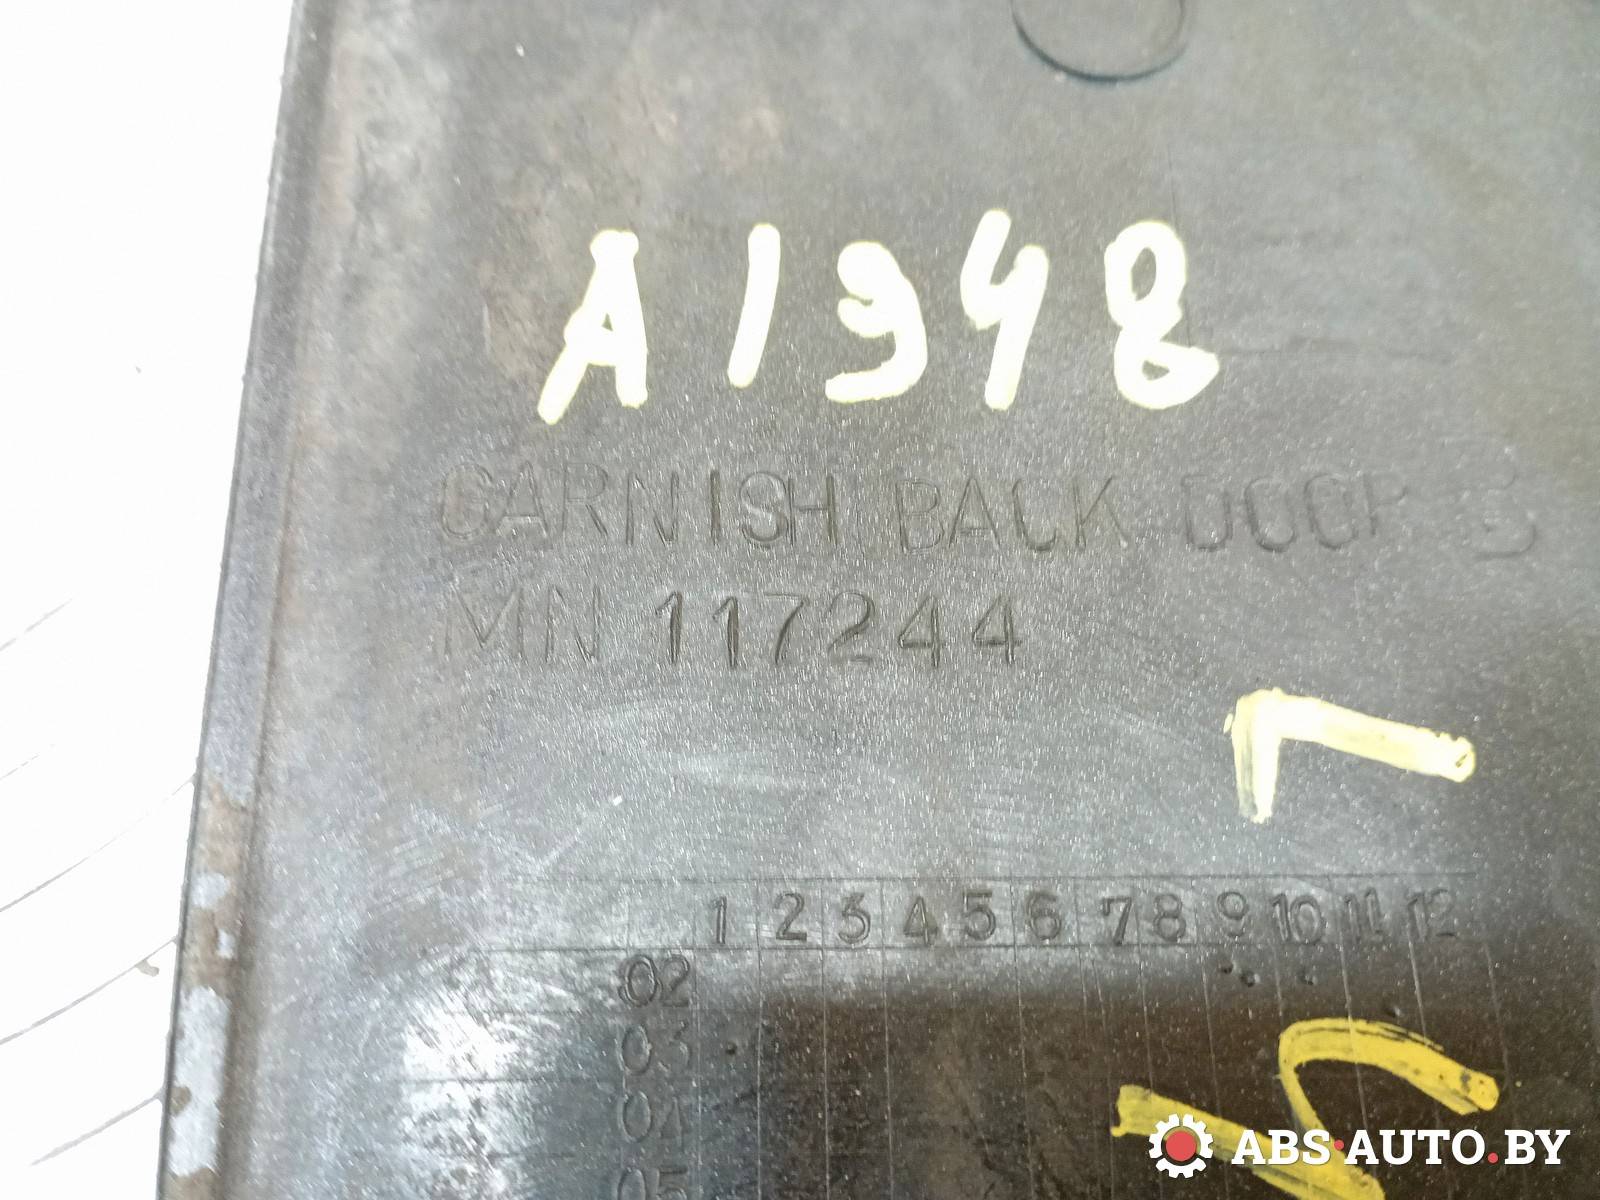 A1948
GARNISH BACK DOOR
MN 117244
1 2 3 4 5 6 7 8 9 10 11 12
02
03
04
05
ABS-AUTO.BY